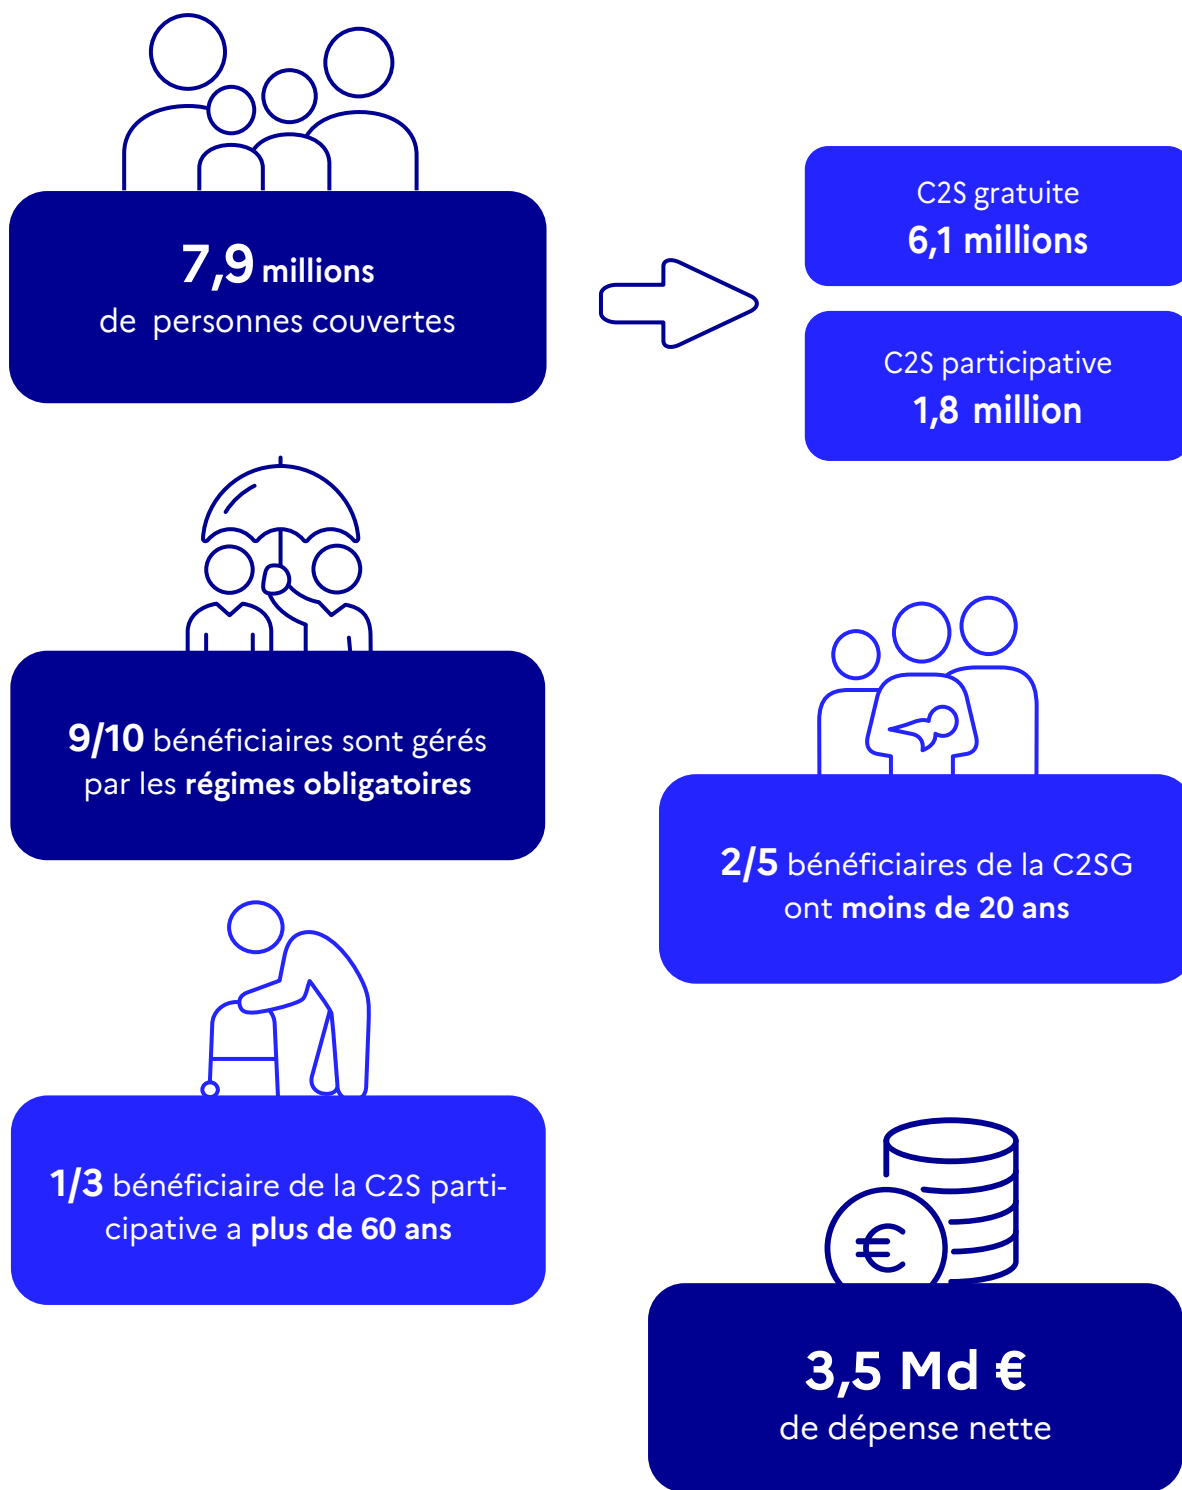 7,9 millions
de personnes couvertes
C2S gratuite
6,1 millions
C2S participative
1,8 million
9/10 bénéficiaires sont gérés
par les régimes obligatoires
2/5 bénéficiaires de la C2SG
ont moins de 20 ans
1/3 bénéficiaire de la C2S parti-
cipative a plus de 60 ans
€
3,5 Md €
de dépense nette